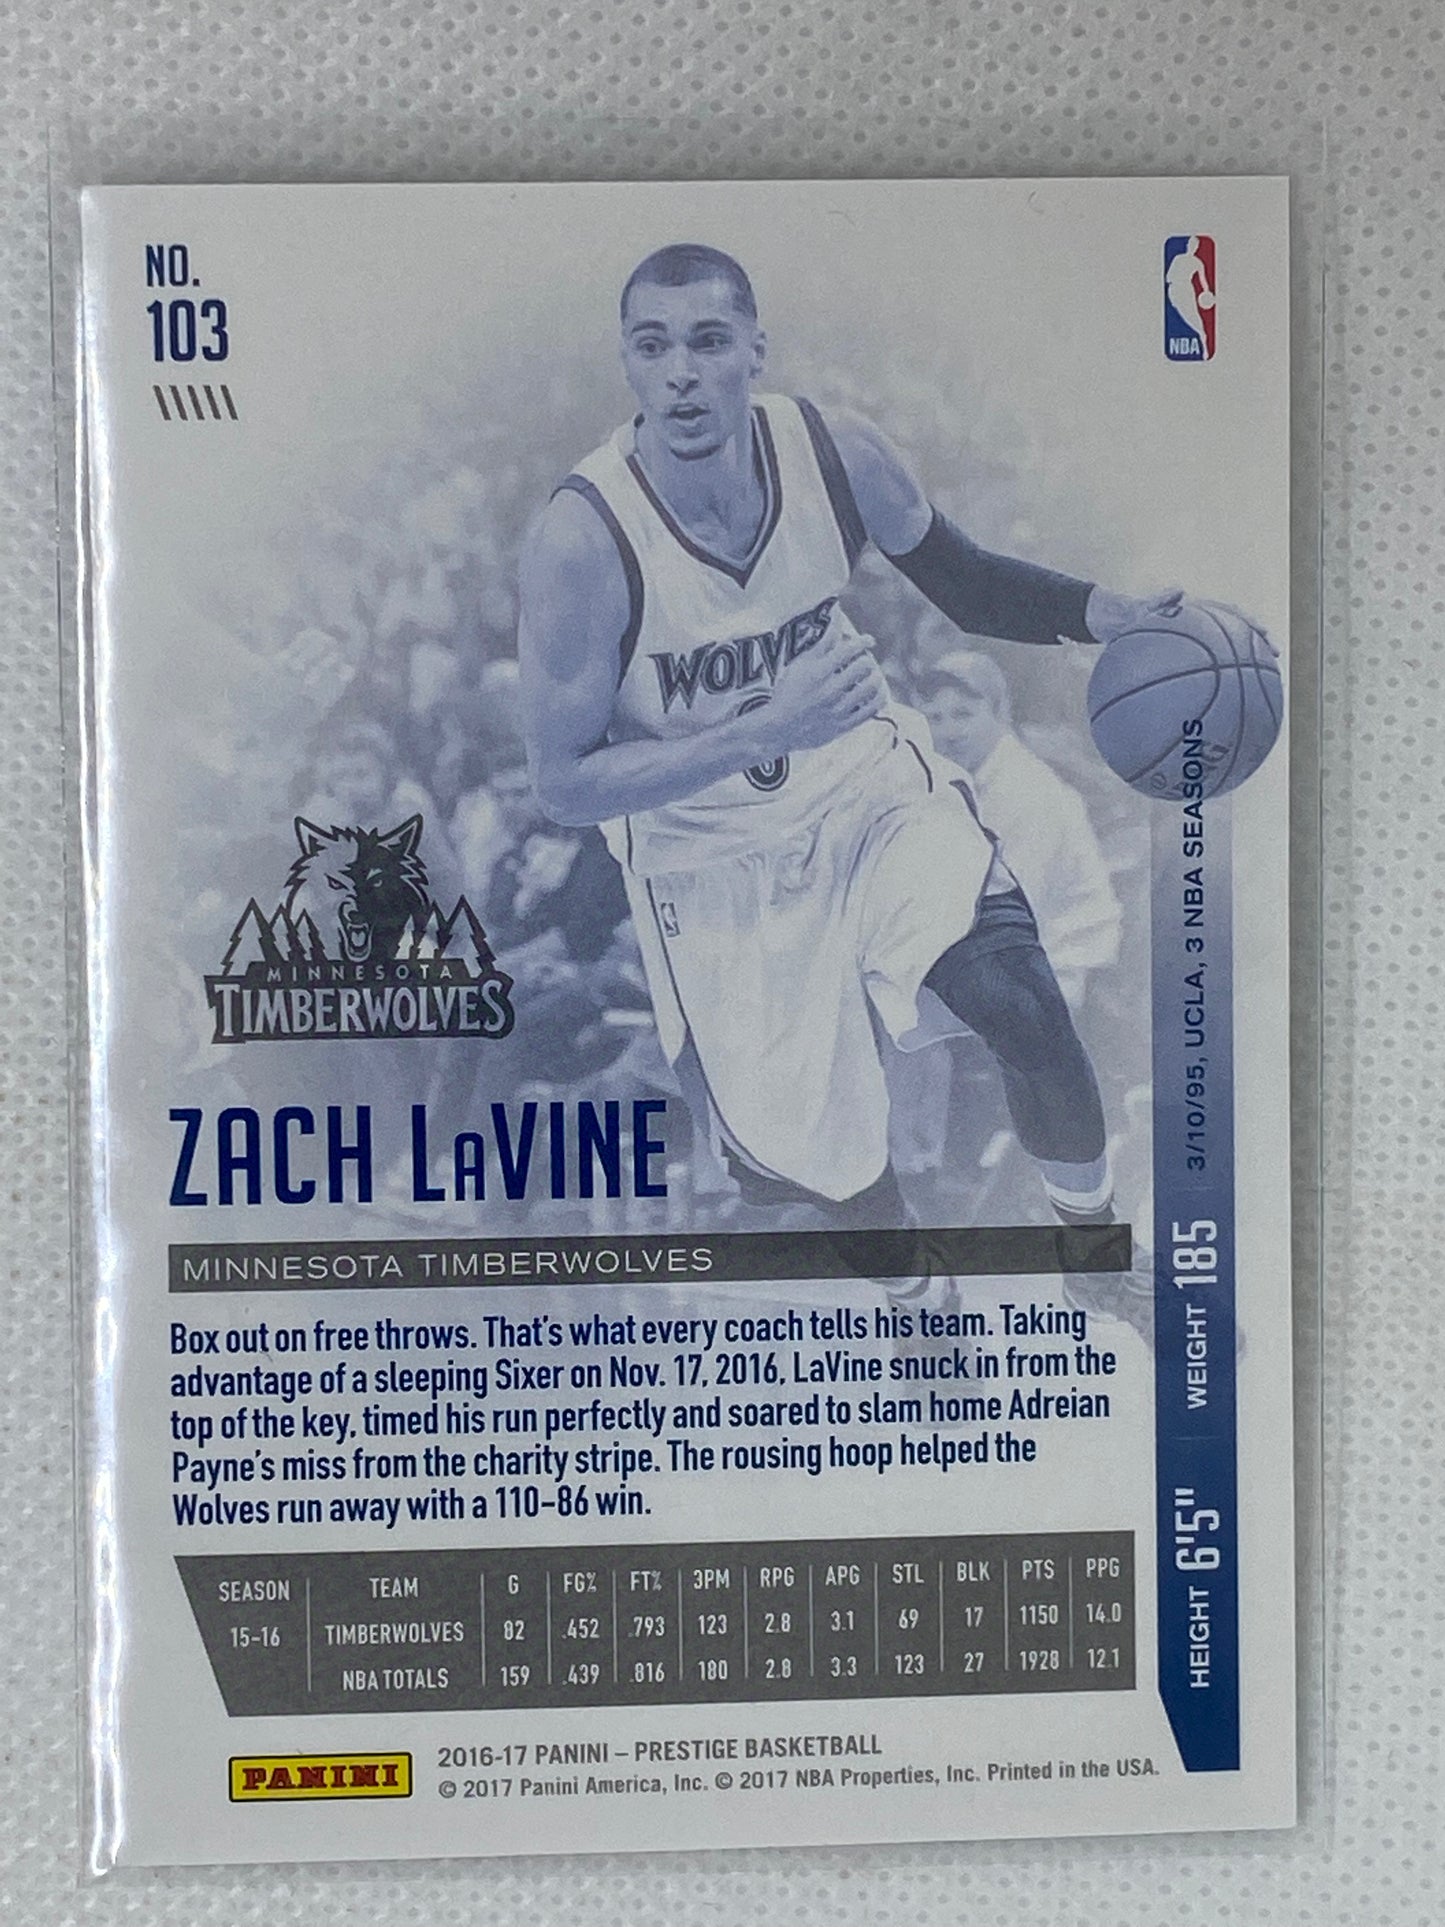 NO.
103
NBA
WOLVES
MINNESOTA
TIMBERWOLVES
ZACH LaVINE
MINNESOTA TIMBERWOLVES
Box out on free throws. That's what every coach tells his team. Taking
advantage of a sleeping Sixer on Nov. 17, 2016, LaVine snuck in from the
top of the key, timed his run perfectly and soared to slam home Adreian
Payne's miss from the charity stripe. The rousing hoop helped the
Wolves run away with a 110–86 win.
SEASON TEAM G FG% FT% 3PM RPG APG STL BLK PTS PPG
15-16 TIMBERWOLVES 82 .452 .793 123 2.8 3.1 69 17 1150 14.0
NBA TOTALS 159 .439 .816 180 2.8 3.3 123 27 1928 12.1
HEIGHT 6'5" WEIGHT 185 3/10/95, UCLA, 3 NBA SEASONS
PANINI
2016-17 PANINI – PRESTIGE BASKETBALL
© 2017 Panini America, Inc. © 2017 NBA Properties, Inc. Printed in the USA.